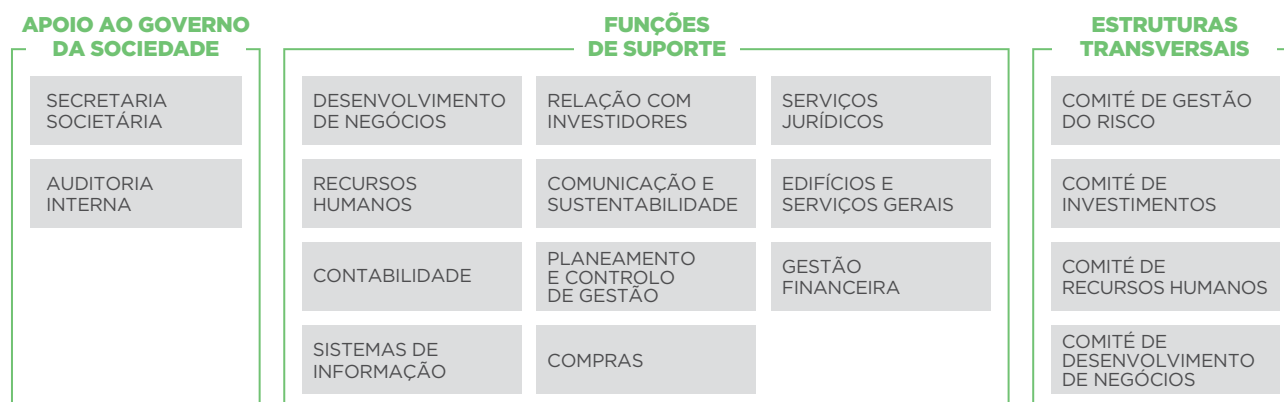 APOIO AO GOVERNO
DA SOCIEDADE
SECRETARIA
SOCIETÁRIA
AUDITORIA
INTERNA
FUNÇÕES
DE SUPORTE
DESENVOLVIMENTO
DE NEGÓCIOS
RELAÇÃO COM
INVESTIDORES
SERVIÇOS
JURÍDICOS
RECURSOS
HUMANOS
COMUNICAÇÃO E
SUSTENTABILIDADE
EDIFÍCIOS E
SERVIÇOS GERAIS
CONTABILIDADE
PLANEAMENTO
E CONTROLO
DE GESTÃO
GESTÃO
FINANCEIRA
SISTEMAS DE
INFORMAÇÃO
COMPRAS
ESTRUTURAS
TRANSVERSAIS
COMITÉ DE GESTÃO
DO RISCO
COMITÉ DE
INVESTIMENTOS
COMITÉ DE
RECURSOS HUMANOS
COMITÉ DE
DESENVOLVIMENTO
DE NEGÓCIOS